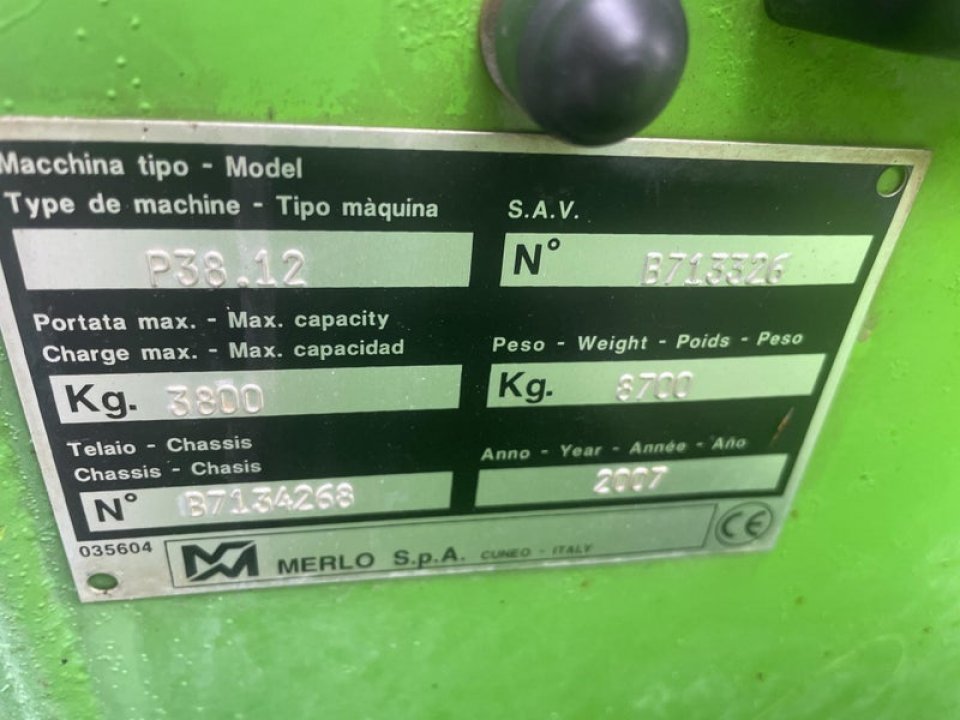 Macchina tipo - Model
Type de machine - Tipo màquina
P38.12
S.A.V.
N° B713326
Portata max. - Max. capacity
Charge max. - Max. capacidad
Kg. 3800
Peso - Weight - Poids - Peso
Kg. 8700
Telaio - Chassis
Chassis - Chasis
N° B7134268
Anno - Year - Année - Año
2007
035604
MERLO S.p.A. CUNEO - ITALY
CE